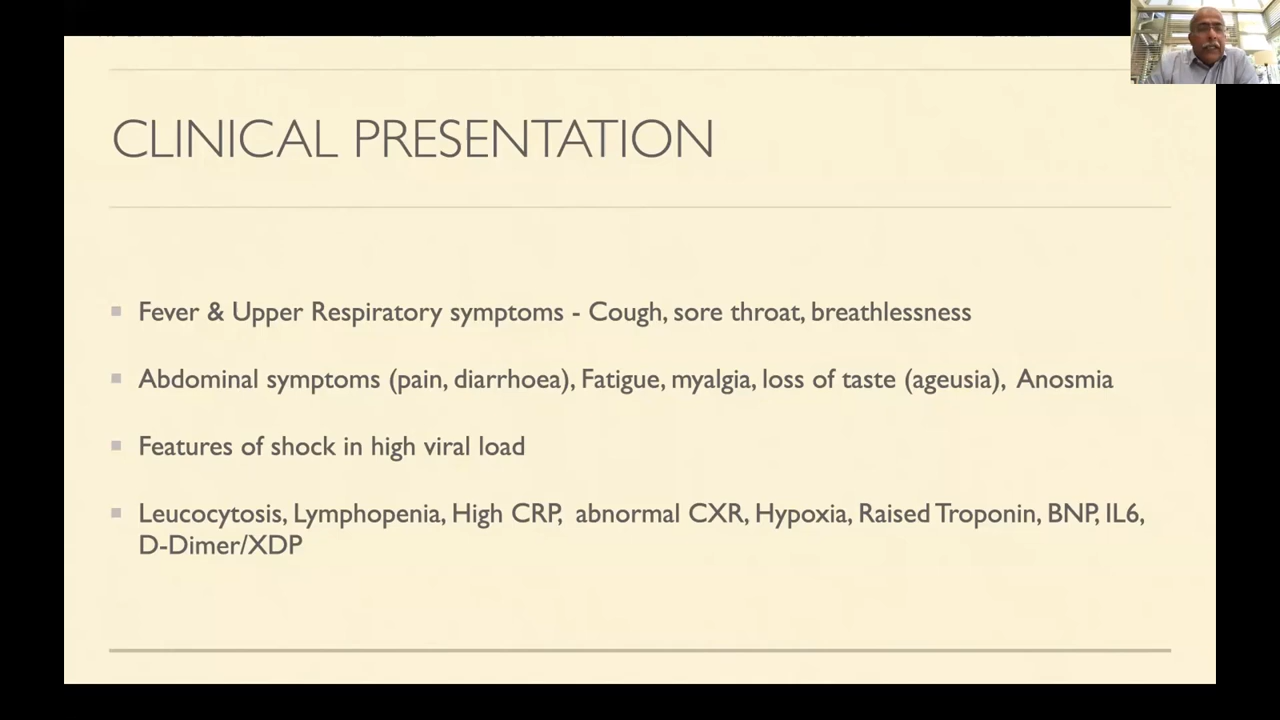 CLINICAL PRESENTATION
Fever & Upper Respiratory symptoms - Cough, sore throat, breathlessness
Abdominal symptoms (pain, diarrhoea), Fatigue, myalgia, loss of taste (ageusia), Anosmia
Features of shock in high viral load
Leucocytosis, Lymphopenia, High CRP, abnormal CXR, Hypoxia, Raised Troponin, BNP, IL6,
D-Dimer/XDP